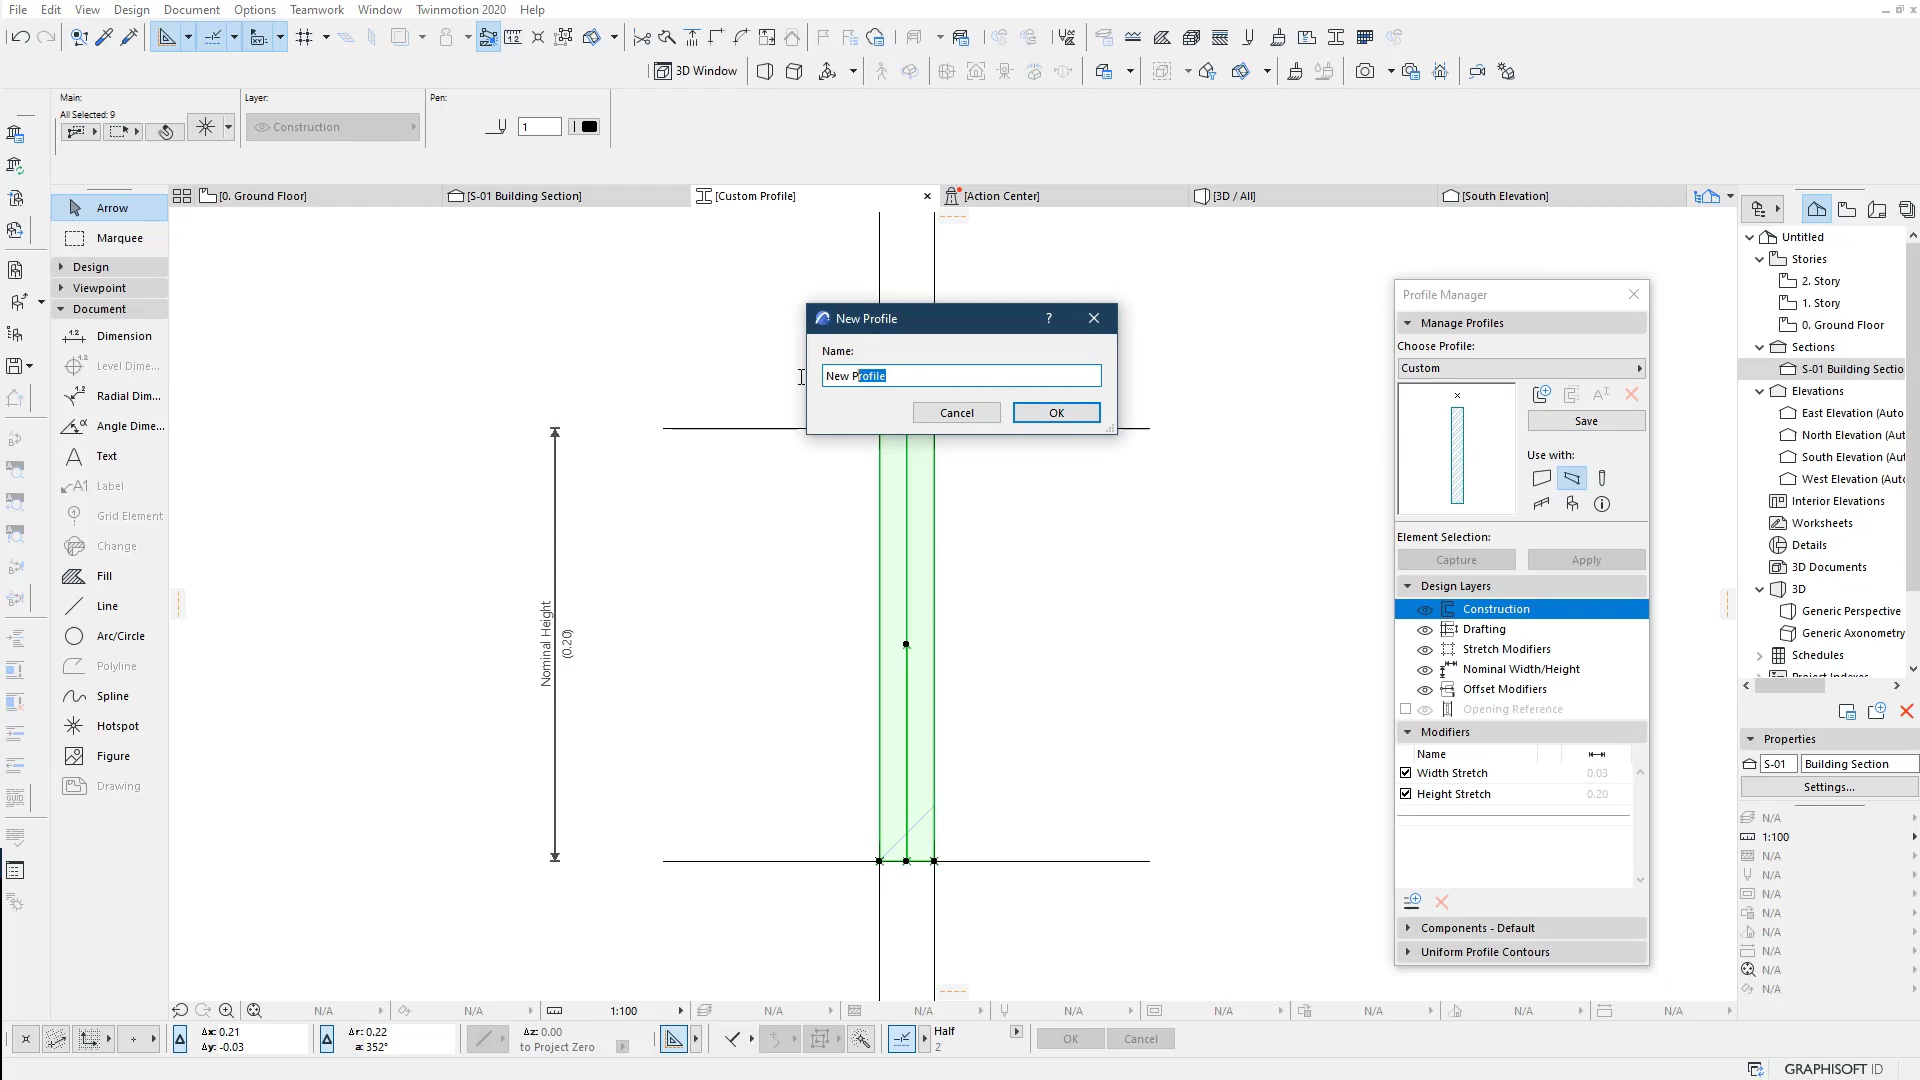 File Edit View Design Document Options Teamwork Window Twinmotion 2020 Help
3D Window
Main:
All Selected: 9
Layer:
Construction
Pen:
1
[0. Ground Floor]
[S-01 Building Section]
[Custom Profile]
[Action Center]
[3D / All]
[South Elevation]
Arrow
Marquee
Design
Viewpoint
Document
Dimension
Level Dime...
Radial Dim...
Angle Dime...
Text
Label
Grid Element
Change
Fill
Line
Arc/Circle
Polyline
Spline
Hotspot
Figure
Drawing
Nominal Height
(0.20)
New Profile
?
Name:
New Profile
Cancel
OK
Profile Manager
Manage Profiles
Choose Profile:
Custom
Save
Use with:
Element Selection:
Capture
Apply
Design Layers
Construction
Drafting
Stretch Modifiers
Nominal Width/Height
Offset Modifiers
Opening Reference
Modifiers
Name
Width Stretch 0.03
Height Stretch 0.20
Components - Default
Uniform Profile Contours
Untitled
Stories
2. Story
1. Story
0. Ground Floor
Sections
S-01 Building Sectio
Elevations
East Elevation (Auto
North Elevation (Aut
South Elevation (Aut
West Elevation (Auto
Interior Elevations
Worksheets
Details
3D Documents
3D
Generic Perspective
Generic Axonometry
Schedules
Project Indexes
Properties
S-01 Building Section
Settings...
N/A
1:100
N/A
N/A
N/A
N/A
N/A
N/A
N/A
N/A
N/A N/A 1:100 N/A N/A N/A N/A N/A N/A N/A
Δx: 0.21
Δy: -0.03
Δr: 0.22
a: 352°
Δz: 0.00
to Project Zero
Half
2
OK
Cancel
GRAPHISOFT ID